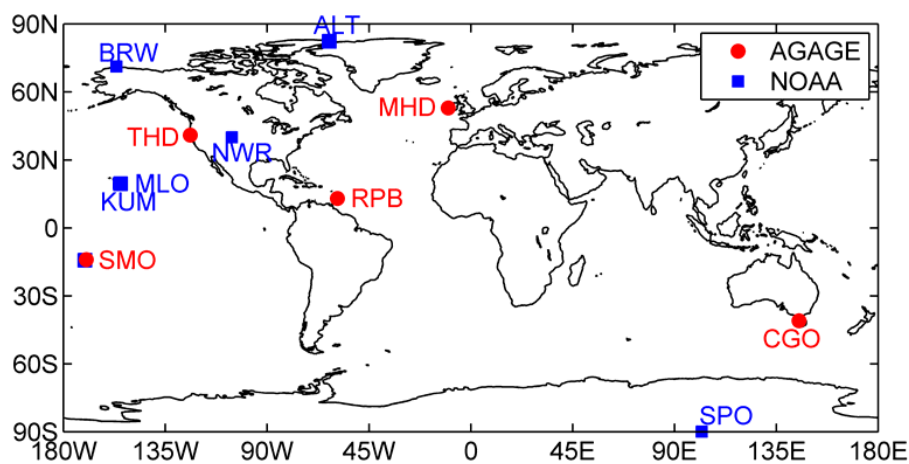 90N
ALT
BRW
AGAGE
NOAA
60N
MHD
THD
NWR
30N
MLO
KUM
RPB
0
SMO
30S
CGO
60S
SPO
90S
180W 135W 90W 45W 0 45E 90E 135E 180E